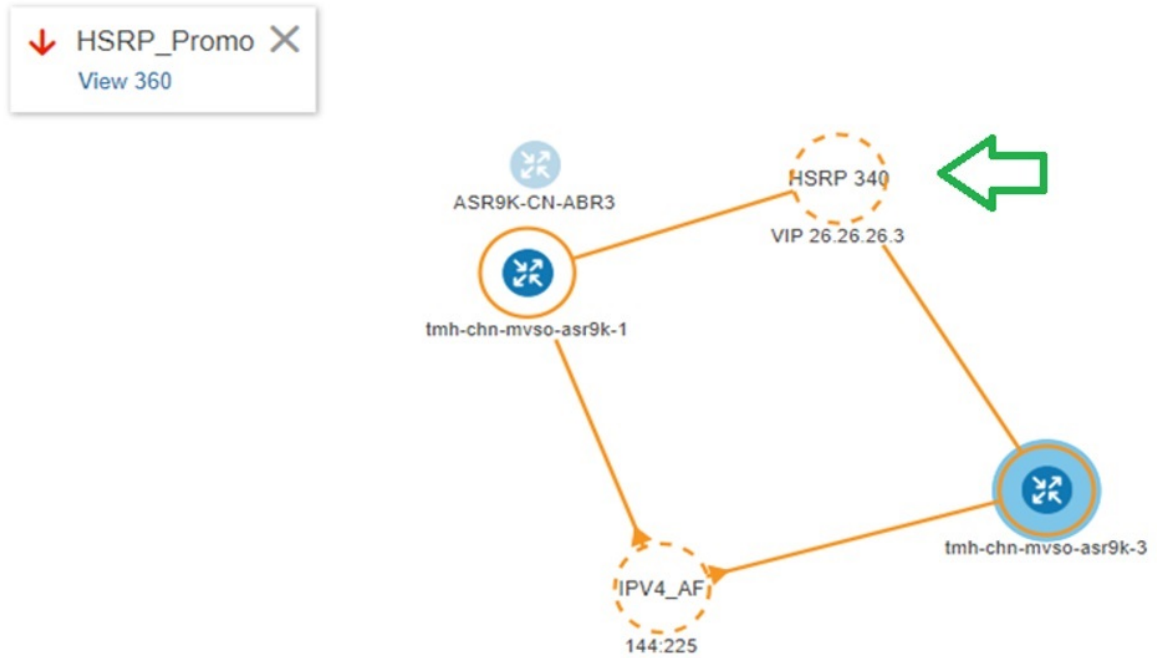 HSRP_Promo
View 360
ASR9K-CN-ABR3
HSRP 340
VIP 26.26.26.3
tmh-chn-mvso-asr9k-1
tmh-chn-mvso-asr9k-3
IPV4_AF
144:225